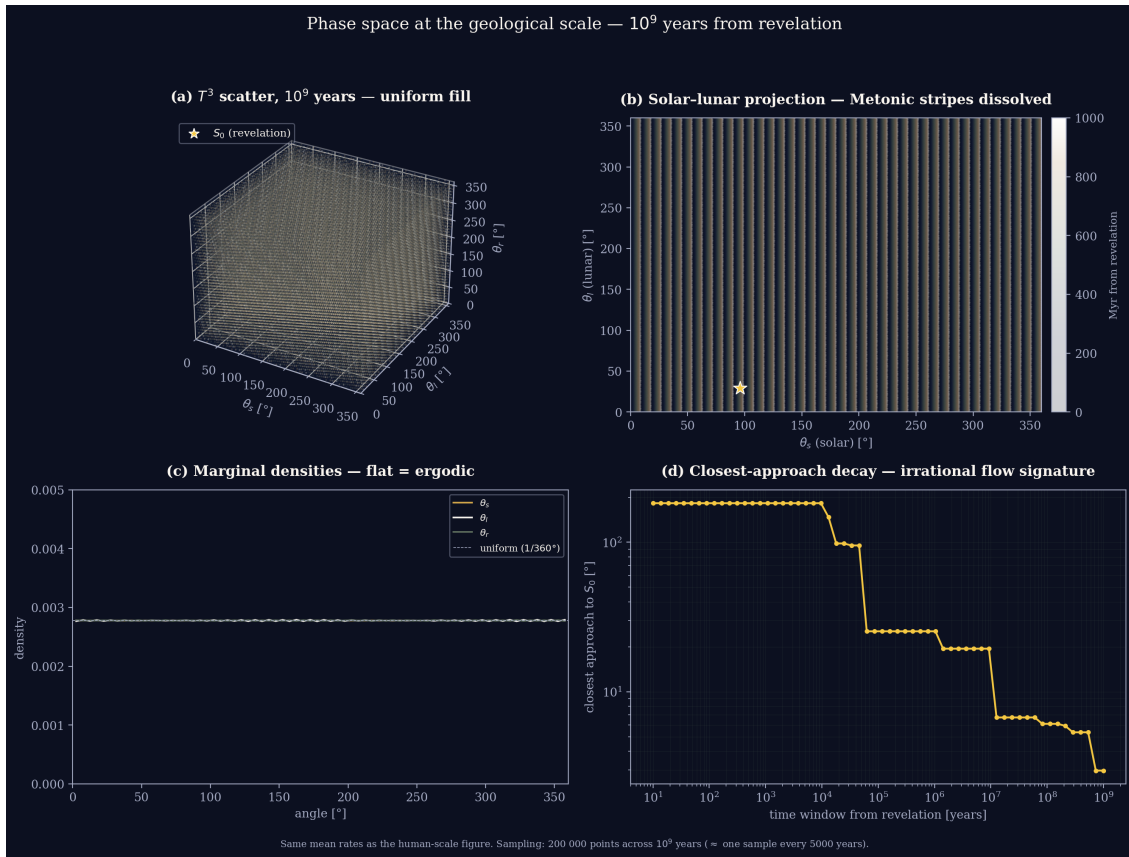 Phase space at the geological scale — 10⁹ years from revelation
(a) T³ scatter, 10⁹ years — uniform fill
S₀ (revelation)
350
300
250
200
150
100
50
0
θᵣ [°]
0
50
100
150
200
250
300
350
θₛ [°]
0
50
100
150
200
250
300
350
θₗ [°]
(b) Solar–lunar projection — Metonic stripes dissolved
350
300
250
200
150
100
50
0
θₗ (lunar) [°]
0 50 100 150 200 250 300 350
θₛ (solar) [°]
1000
800
600
400
200
0
Myr from revelation
(c) Marginal densities — flat = ergodic
0.005
0.004
0.003
0.002
0.001
0.000
density
θₛ
θₗ
θᵣ
uniform (1/360°)
0 50 100 150 200 250 300 350
angle [°]
(d) Closest-approach decay — irrational flow signature
10²
10¹
closest approach to S₀ [°]
10¹ 10² 10³ 10⁴ 10⁵ 10⁶ 10⁷ 10⁸ 10⁹
time window from revelation [years]
Same mean rates as the human-scale figure. Sampling: 200 000 points across 10⁹ years (≈ one sample every 5000 years).